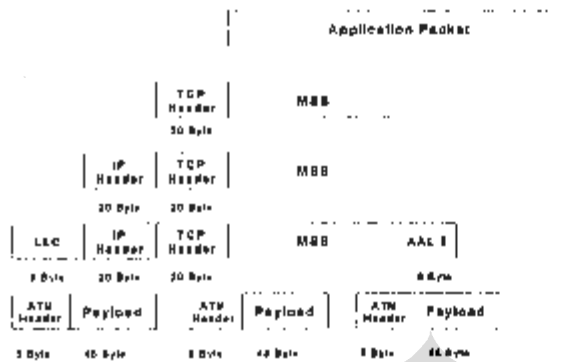 Application Packet
TCP
Header
MSS
20 Byte
IP
Header
TCP
Header
MSS
20 Byte
20 Byte
LLC
IP
Header
TCP
Header
MSS
AAL 5
8 Byte
20 Byte
20 Byte
8 Byte
ATM
Header
Payload
ATM
Header
Payload
ATM
Header
Payload
5 Byte
48 Byte
5 Byte
48 Byte
5 Byte
48 Byte